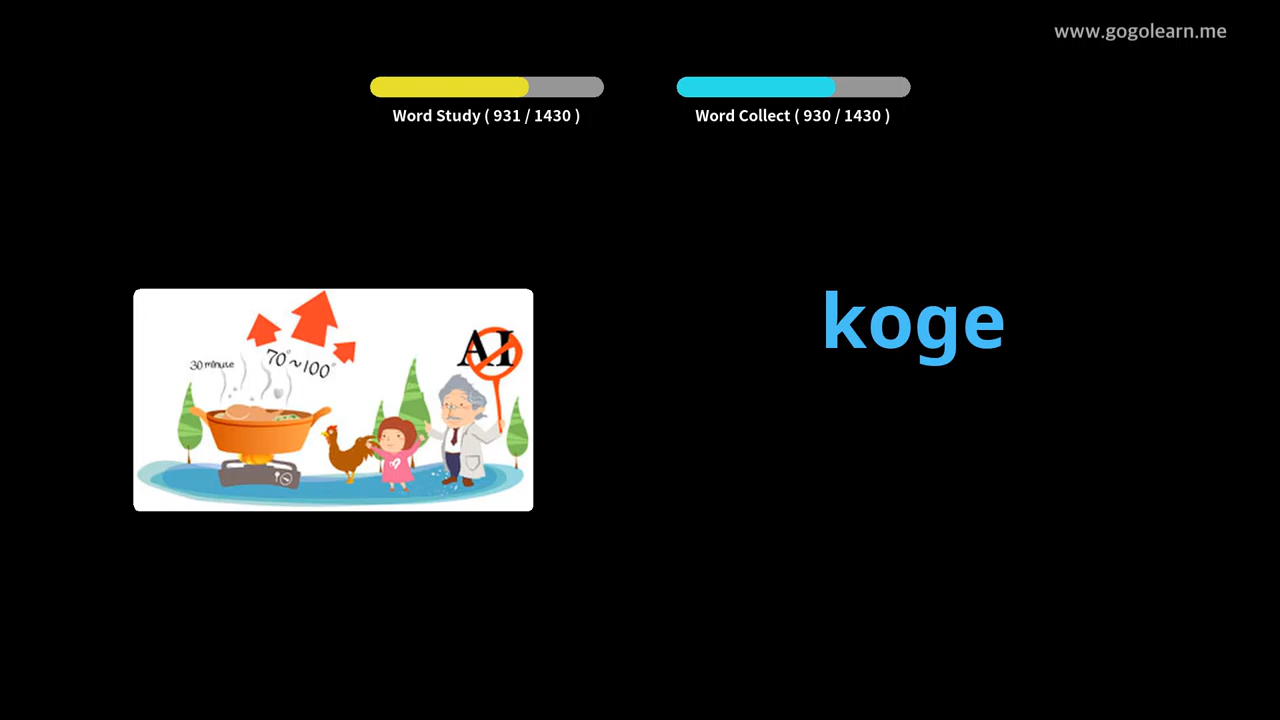 www.gogolearn.me
Word Study ( 931 / 1430 )
Word Collect ( 930 / 1430 )
koge
30 minute
70°~100°
AI